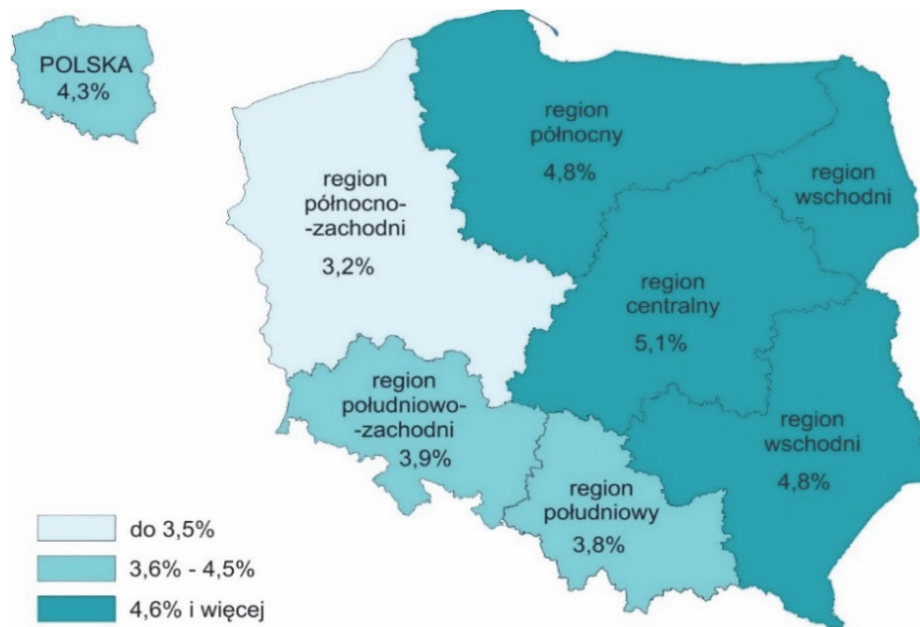 POLSKA
4,3%
region
północny
4,8%
region
wschodni
region
północno-
-zachodni
3,2%
region
centralny
5,1%
region
południowo-
-zachodni
3,9%
region
wschodni
4,8%
region
południowy
3,8%
do 3,5%
3,6% - 4,5%
4,6% i więcej